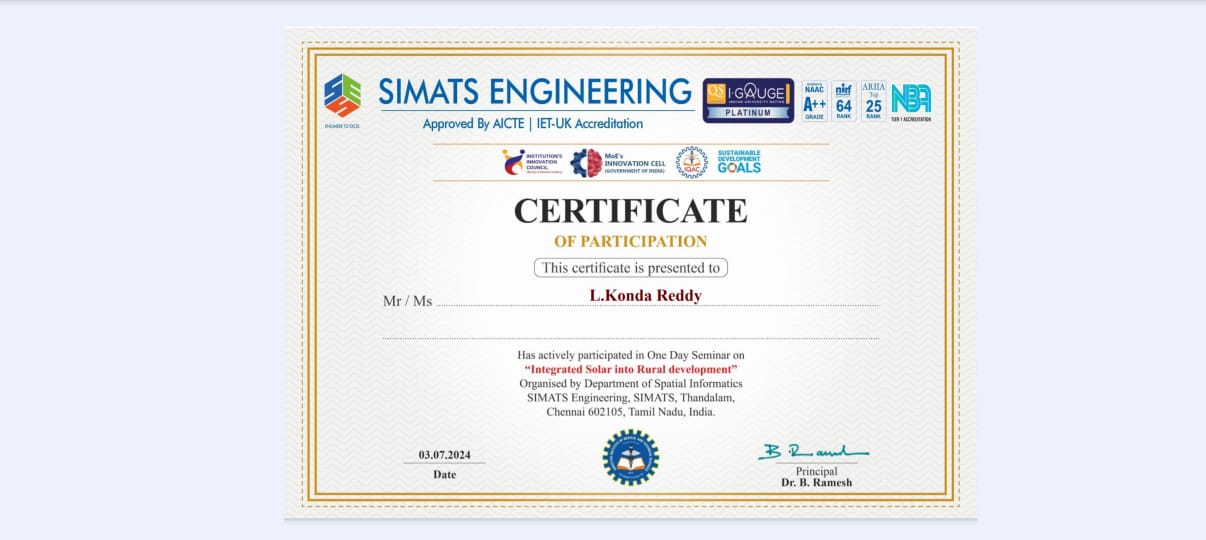 SIMATS ENGINEERING
Approved By AICTE | IET-UK Accreditation
ENGINEER TO EXCEL
QS I·GAUGE
INDIAN UNIVERSITY RATING
PLATINUM
NAAC
A++
GRADE
nirf
64
RANK
ARIIA
Top
25
RANK
NBA
TIER 1 ACCREDITATION
INSTITUTION'S
INNOVATION
COUNCIL
MoE's
INNOVATION CELL
(GOVERNMENT OF INDIA)
IQAC
SUSTAINABLE
DEVELOPMENT
GOALS
CERTIFICATE
OF PARTICIPATION
This certificate is presented to
Mr / Ms L.Konda Reddy
Has actively participated in One Day Seminar on
“Integrated Solar into Rural development”
Organised by Department of Spatial Informatics
SIMATS Engineering, SIMATS, Thandalam,
Chennai 602105, Tamil Nadu, India.
03.07.2024
Date
B. Ramesh
Principal
Dr. B. Ramesh